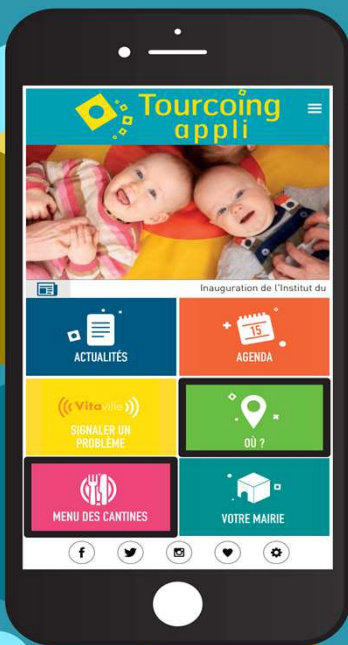 Tourcoing
appli
Inauguration de l'Institut du
ACTUALITÉS
15
AGENDA
((( Vitaville )))
SIGNALER UN
PROBLÈME
OÙ ?
MENU DES CANTINES
VOTRE MAIRIE
f